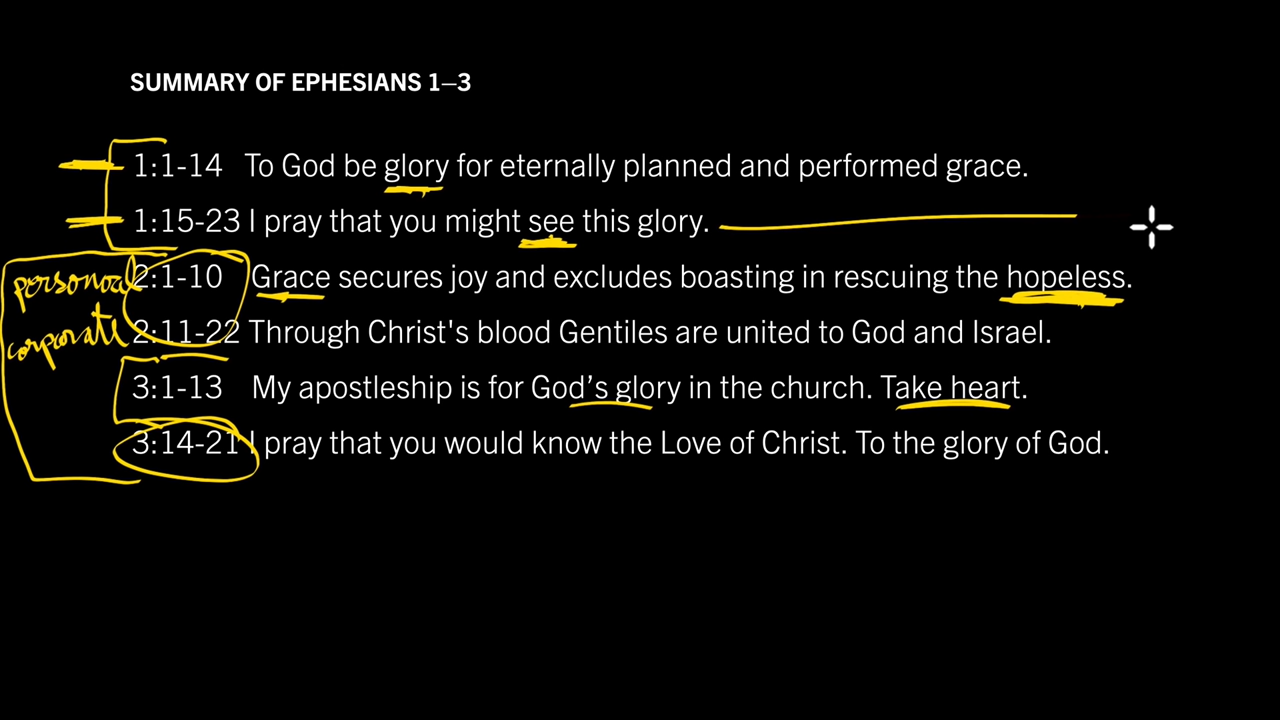 SUMMARY OF EPHESIANS 1–3
1:1-14 To God be glory for eternally planned and performed grace.
1:15-23 I pray that you might see this glory.
personal 2:1-10 Grace secures joy and excludes boasting in rescuing the hopeless.
corporate 2:11-22 Through Christ's blood Gentiles are united to God and Israel.
3:1-13 My apostleship is for God’s glory in the church. Take heart.
3:14-21 I pray that you would know the Love of Christ. To the glory of God.